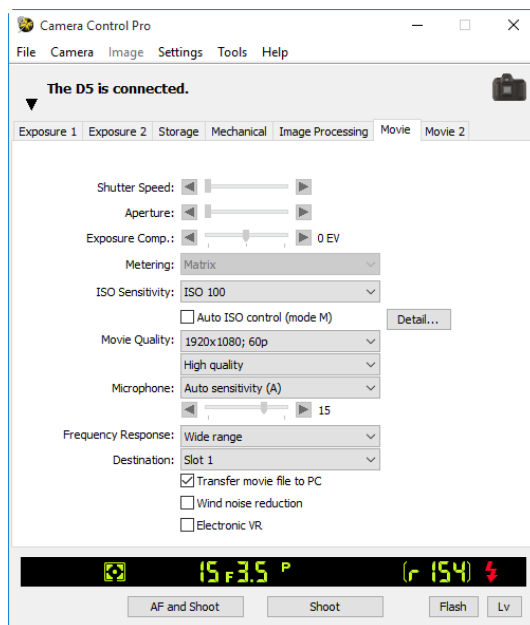 Camera Control Pro
File Camera Image Settings Tools Help
The D5 is connected.
Exposure 1 Exposure 2 Storage Mechanical Image Processing Movie Movie 2
Shutter Speed:
Aperture:
Exposure Comp.: 0 EV
Metering: Matrix
ISO Sensitivity: ISO 100
Auto ISO control (mode M) Detail...
Movie Quality: 1920x1080; 60p
High quality
Microphone: Auto sensitivity (A)
15
Frequency Response: Wide range
Destination: Slot 1
Transfer movie file to PC
Wind noise reduction
Electronic VR
15 F3.5 P (r 154)
AF and Shoot Shoot Flash Lv